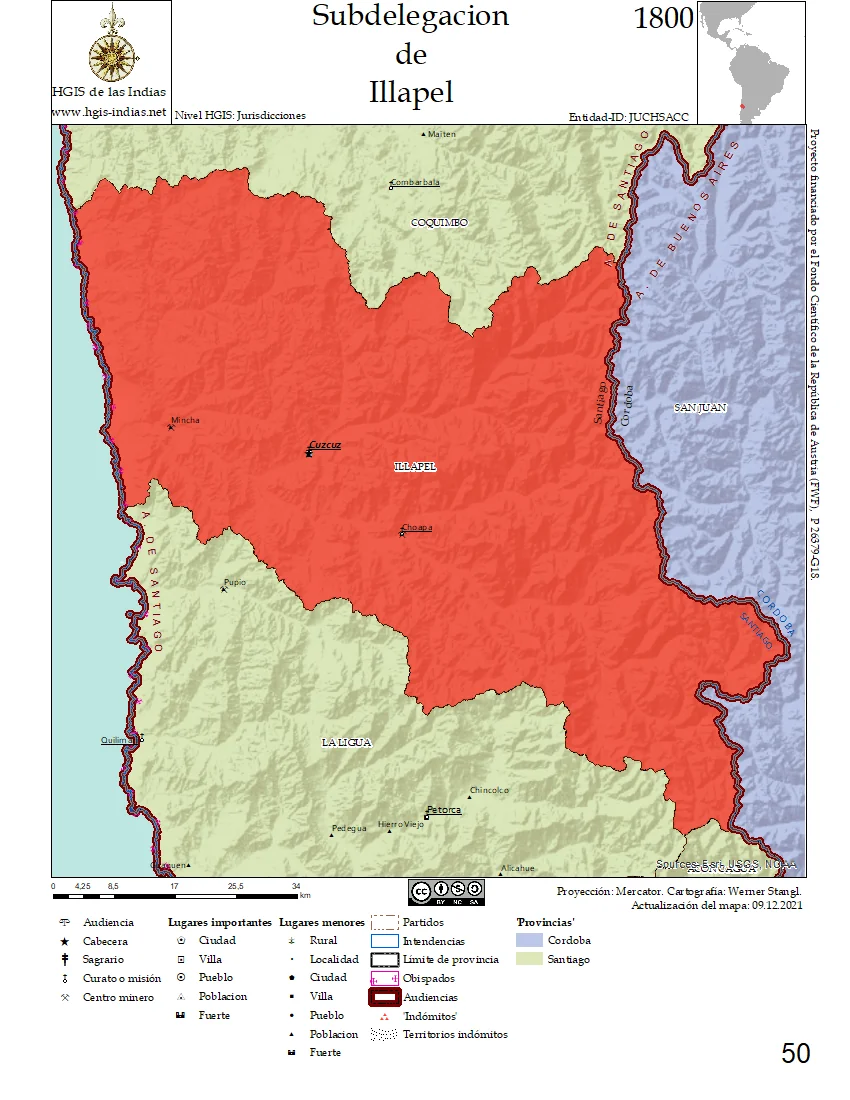 Subdelegacion
de
Illapel
1800
HGIS de las Indias
www.hgis-indias.net
Nivel HGIS: Jurisdicciones
Entidad-ID: JUCHSACC
Maiten
Combarbala
COQUIMBO
A. DE SANTIAGO
A. DE BUENOS AIRES
Santiago
Cordoba
SAN JUAN
Mincha
Cuzcuz
ILLAPEL
Choapa
A. DE SANTIAGO
Pupio
CORDOBA
SANTIAGO
LA LIGUA
Chincolco
Petorca
Hierro Viejo
Pedegua
Alicahue
Sources: Esri, USGS, NOAA
Proyecto financiado por el Fondo Científico de la República de Austria (FWF), P 26379-G18.
0 4,25 8,5 17 25,5 34
km
CC BY NC SA
Proyección: Mercator. Cartografía: Werner Stangl.
Actualización del mapa: 09.12.2021
Audiencia
Cabecera
Sagrario
Curato o misión
Centro minero
Lugares importantes
Ciudad
Villa
Pueblo
Poblacion
Fuerte
Lugares menores
Rural
Localidad
Ciudad
Villa
Pueblo
Poblacion
Fuerte
Partidos
Intendencias
Límite de provincia
Obispados
Audiencias
'Indómitos'
Territorios indómitos
'Provincias'
Cordoba
Santiago
50